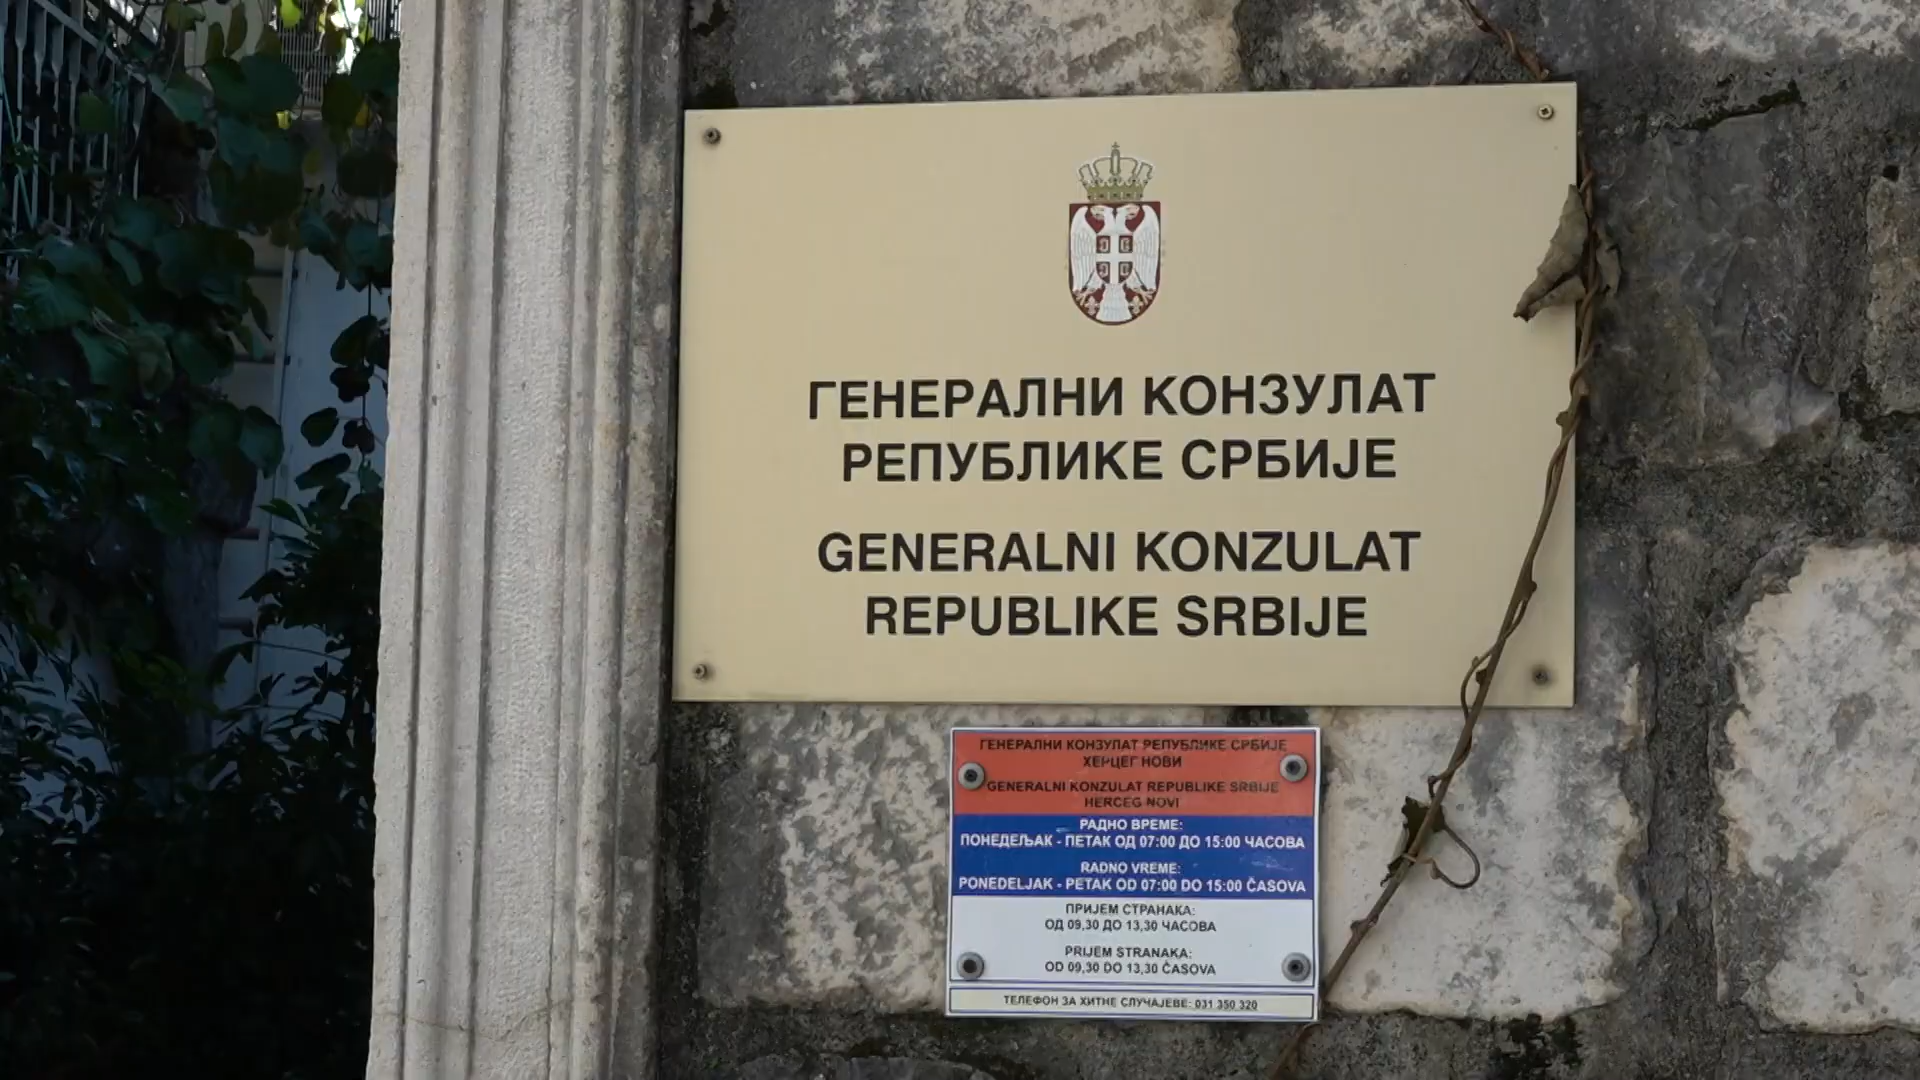 ГЕНЕРАЛНИ КОНЗУЛАТ
РЕПУБЛИКЕ СРБИЈЕ
GENERALNI KONZULAT
REPUBLIKE SRBIJE
ГЕНЕРАЛНИ КОНЗУЛАТ РЕПУБЛИКЕ СРБИЈЕ
ХЕРЦЕГ НОВИ
GENERALNI KONZULAT REPUBLIKE SRBIJE
HERCEG NOVI
РАДНО ВРЕМЕ:
ПОНЕДЕЉАК - ПЕТАК ОД 07:00 ДО 15:00 ЧАСОВА
RADNO VREME:
PONEDELJAK - PETAK OD 07:00 DO 15:00 ČASOVA
ПРИЈЕМ СТРАНАКА:
ОД 09,30 ДО 13,30 ЧАСОВА
PRIJEM STRANAKA:
OD 09,30 DO 13,30 ČASOVA
ТЕЛЕФОН ЗА ХИТНЕ СЛУЧАЈЕВЕ: 031 350 320